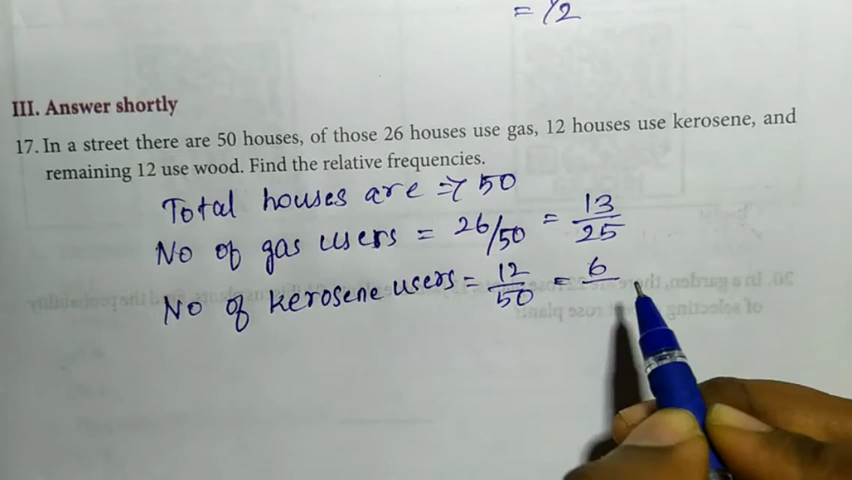 = 1/2
III. Answer shortly
17. In a street there are 50 houses, of those 26 houses use gas, 12 houses use kerosene, and
remaining 12 use wood. Find the relative frequencies.
Total houses are => 50
No of gas users = 26/50 = 13/25
No of kerosene users = 12/50 = 6/